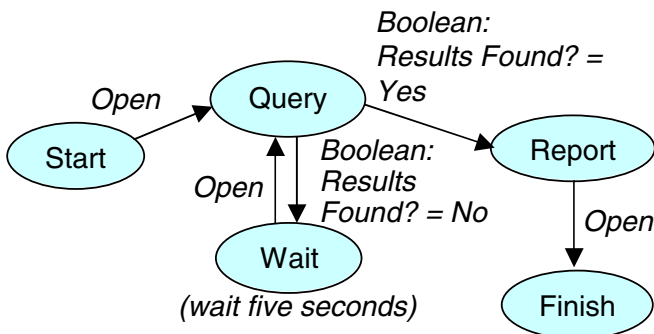 Boolean:
Results Found? =
Yes
Open
Query
Start
Report
Boolean:
Results
Found? = No
Open
Open
Wait
(wait five seconds)
Finish